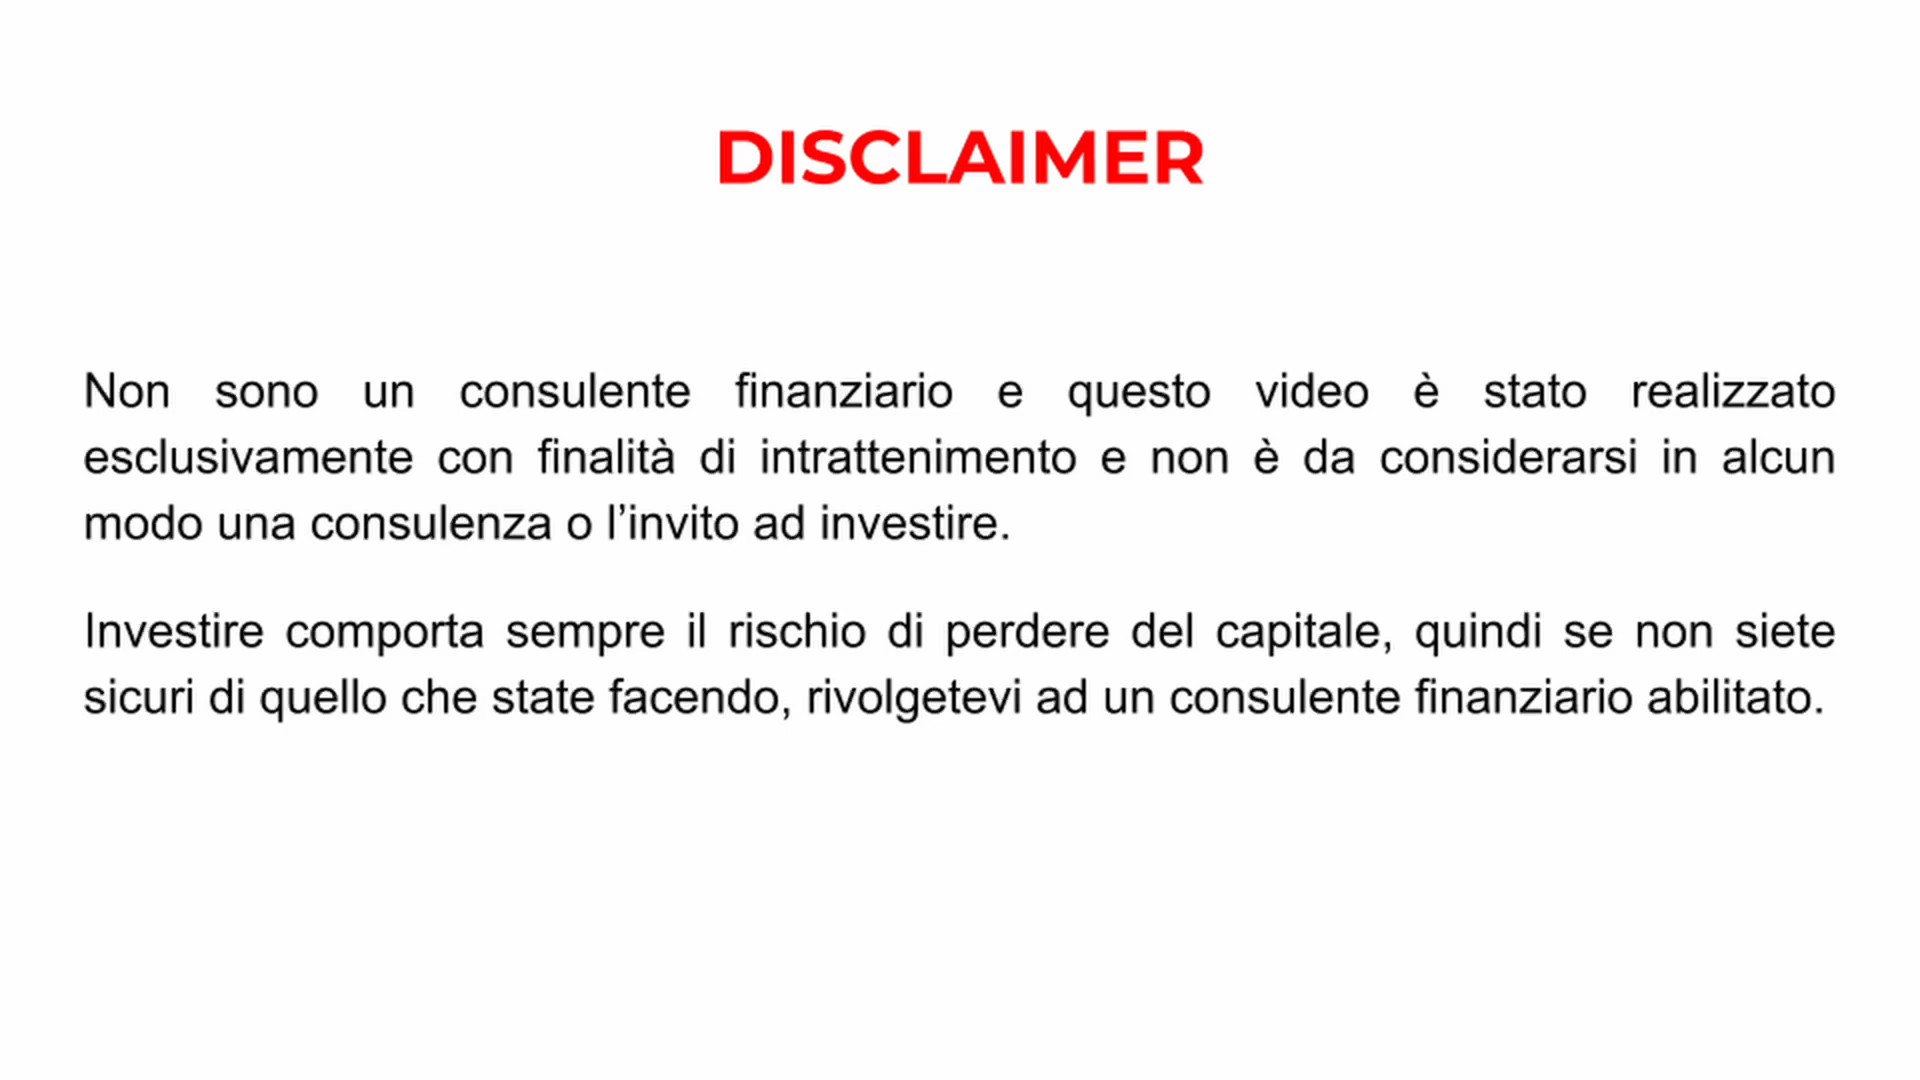 DISCLAIMER
Non sono un consulente finanziario e questo video è stato realizzato
esclusivamente con finalità di intrattenimento e non è da considerarsi in alcun
modo una consulenza o l’invito ad investire.
Investire comporta sempre il rischio di perdere del capitale, quindi se non siete
sicuri di quello che state facendo, rivolgetevi ad un consulente finanziario abilitato.